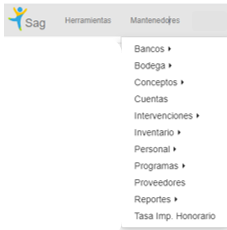 Sag Herramientas Mantenedores
Bancos
Bodega
Conceptos
Cuentas
Intervenciones
Inventario
Personal
Programas
Proveedores
Reportes
Tasa Imp. Honorario